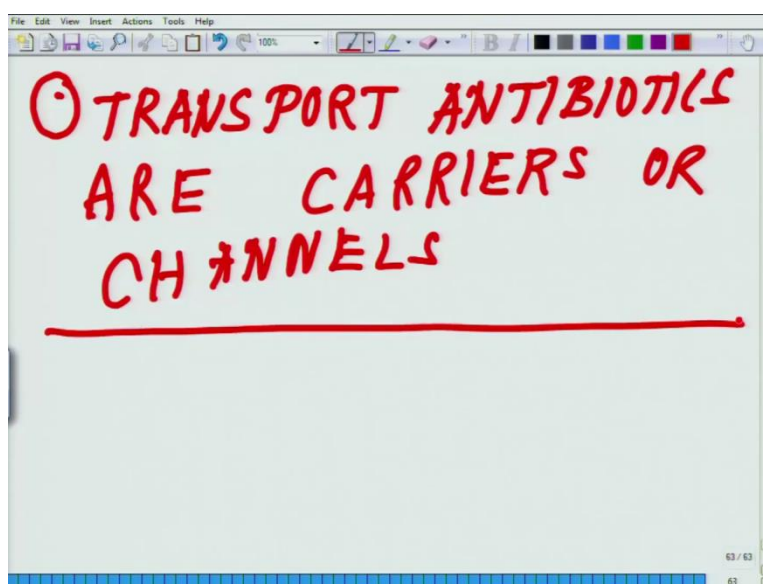 File Edit View Insert Actions Tools Help
100% B I
TRANSPORT ANTIBIOTICS
ARE CARRIERS OR
CHANNELS
63 / 63
63